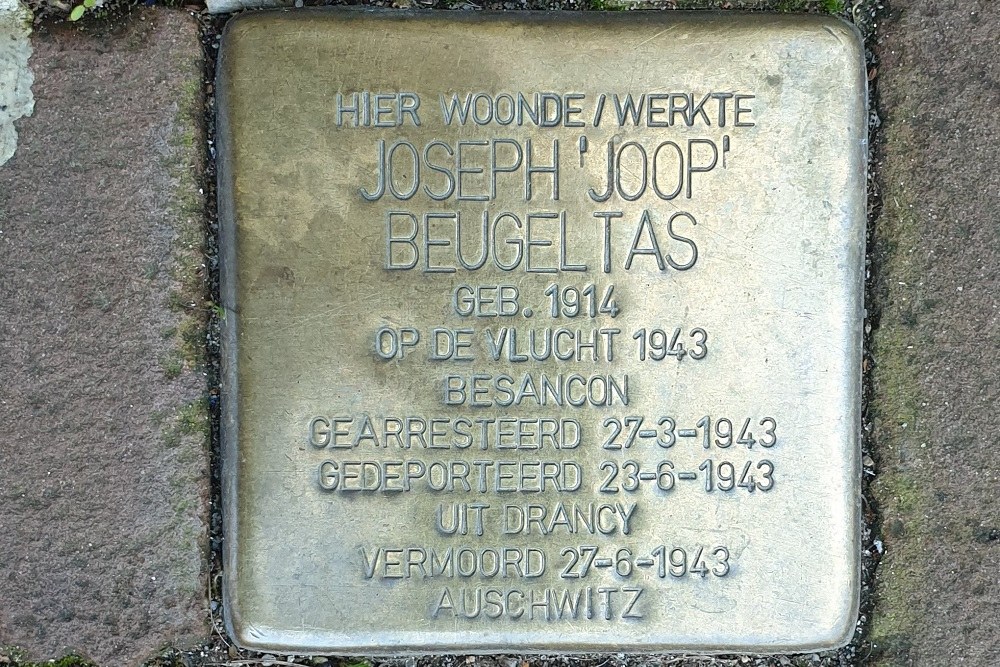 HIER WOONDE/WERKTE
JOSEPH 'JOOP'
BEUGELTAS
GEB. 1914
OP DE VLUCHT 1943
BESANCON
GEARRESTEERD 27-3-1943
GEDEPORTEERD 23-6-1943
UIT DRANCY
VERMOORD 27-6-1943
AUSCHWITZ